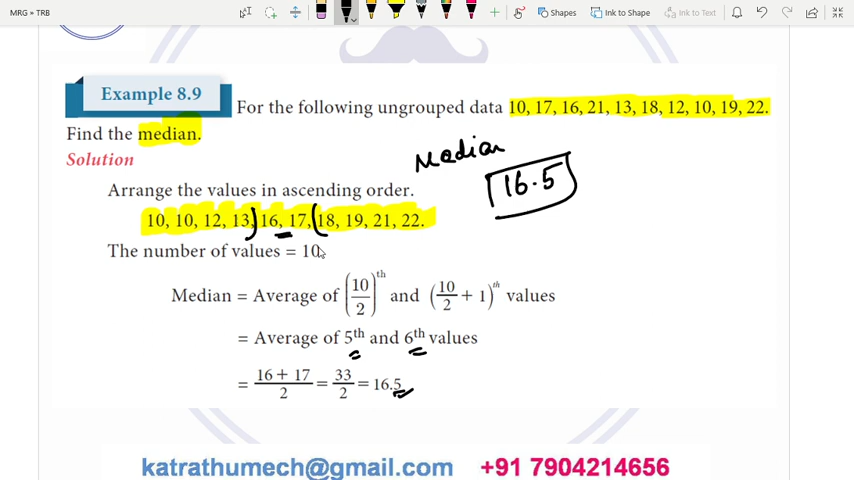 MRG » TRB
Shapes Ink to Shape Ink to Text
Example 8.9 For the following ungrouped data 10, 17, 16, 21, 13, 18, 12, 10, 19, 22.
Find the median.
Solution
Median
16.5
Arrange the values in ascending order.
10, 10, 12, 13, 16, 17, 18, 19, 21, 22.
The number of values = 10
Median = Average of (10/2)th and (10/2 + 1)th values
= Average of 5th and 6th values
= 16 + 17/2 = 33/2 = 16.5
katrathumech@gmail.com +91 7904214656